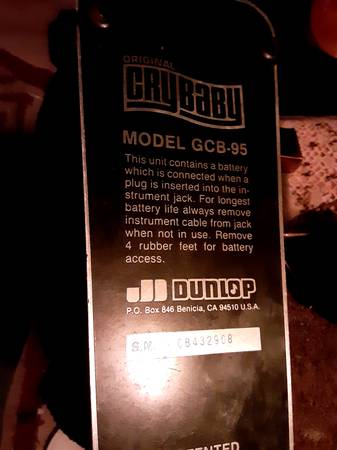 ORIGINAL
CRYBABY
MODEL GCB-95
This unit contains a battery
which is connected when a
plug is inserted into the in-
strument jack. For longest
battery life always remove
instrument cable from jack
when not in use. Remove
4 rubber feet for battery
access.
DUNLOP
P.O. Box 846 Benicia, CA 94510 U.S.A.
S.N. CB432908